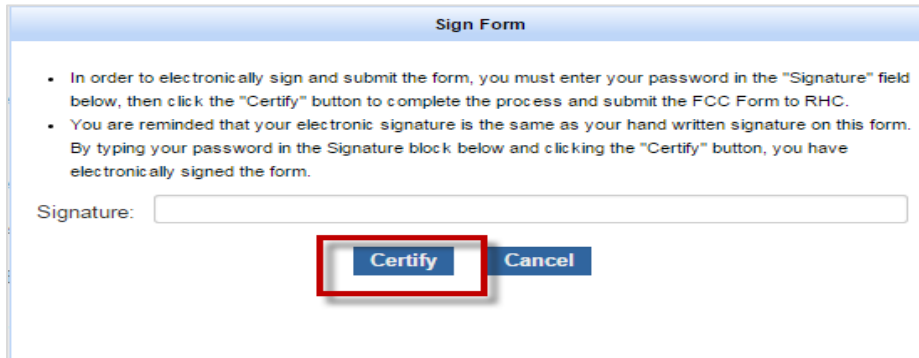 Sign Form
• In order to electronically sign and submit the form, you must enter your password in the "Signature" field
below, then click the "Certify" button to complete the process and submit the FCC Form to RHC.
• You are reminded that your electronic signature is the same as your hand written signature on this form.
By typing your password in the Signature block below and clicking the "Certify" button, you have
electronically signed the form.
Signature:
Certify Cancel